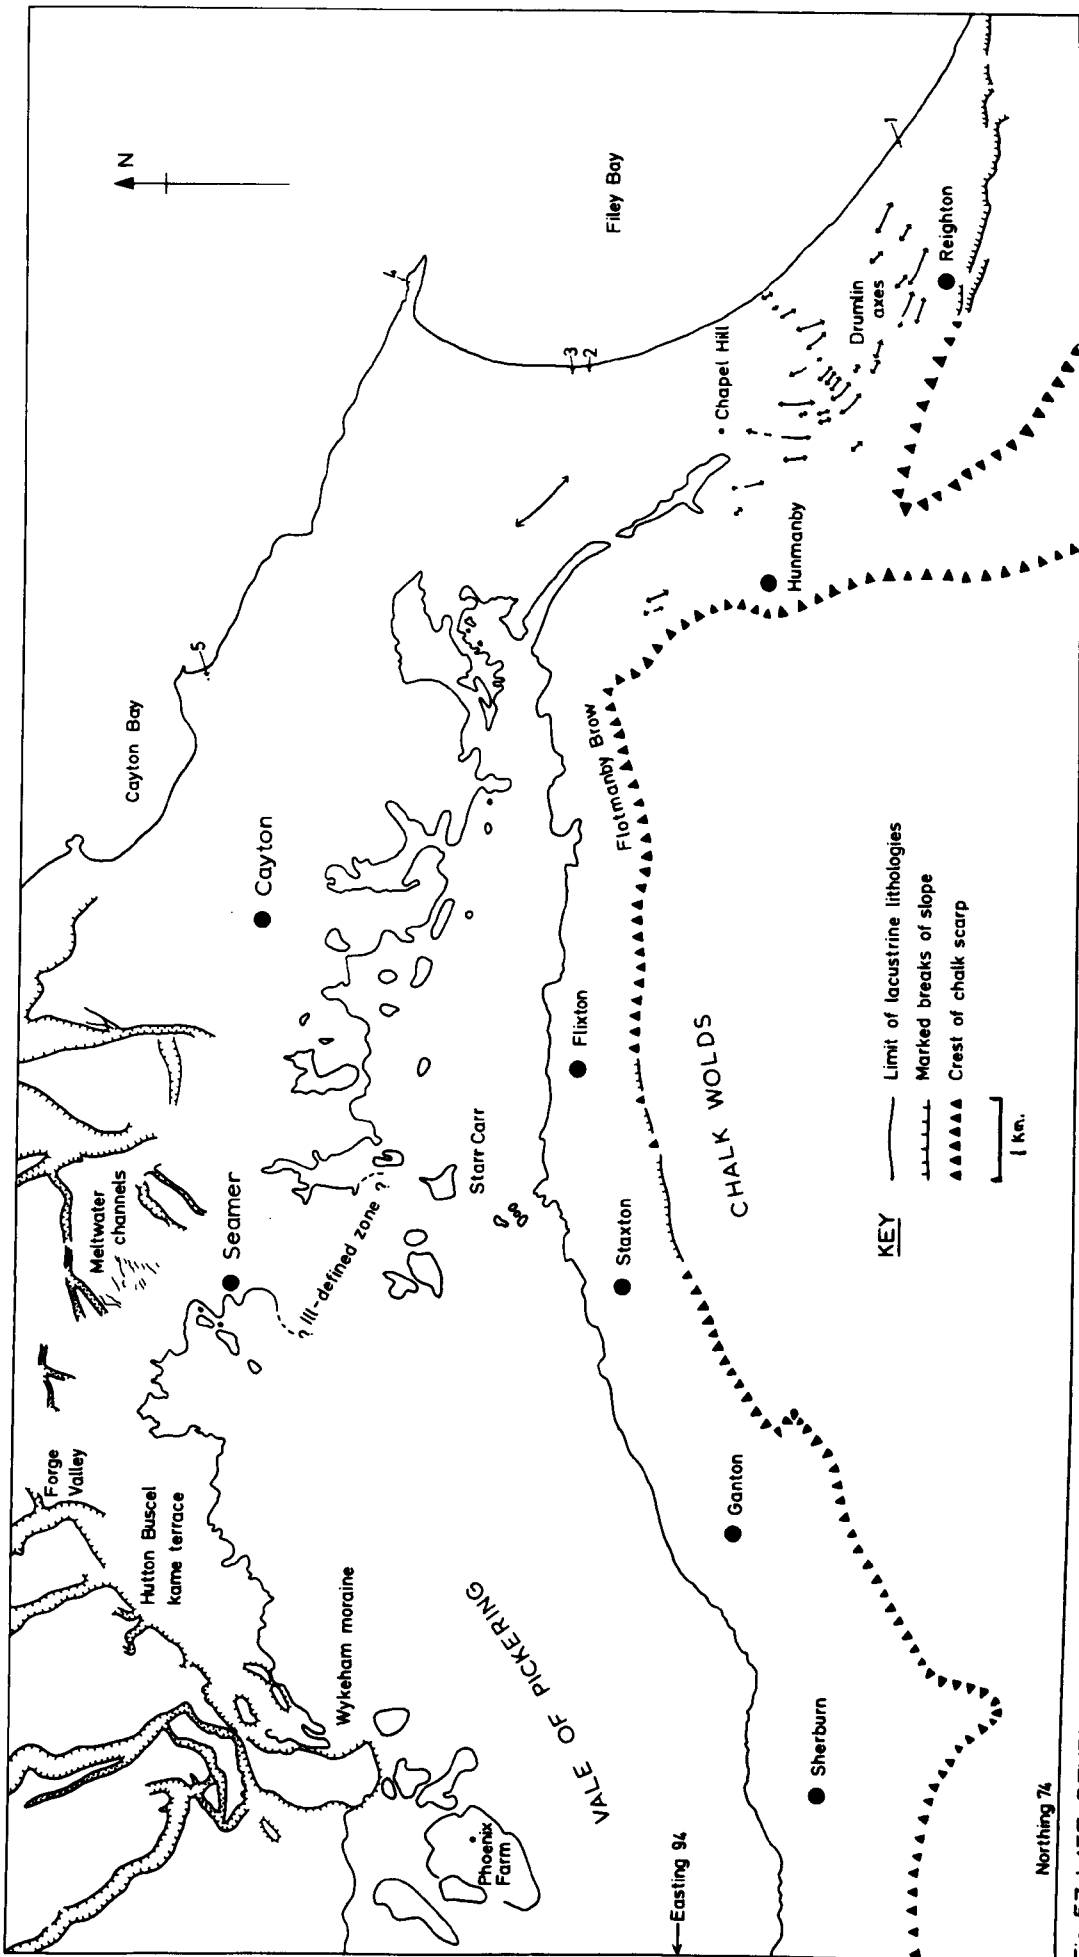 N
Cayton Bay
Filey Bay
5
4
3
2
1
Forge
Valley
Meltwater
channels
Cayton
Seamer
Hutton Buscel
kame terrace
? Ill-defined zone ?
Wykeham moraine
Starr Carr
Chapel Hill
Drumlin
axes
Reighton
Hunmanby
Flotmanby Brow
Flixton
Staxton
Phoenix
Farm
VALE OF PICKERING
CHALK WOLDS
Ganton
Sherburn
Easting 94
Northing 74
KEY
Limit of lacustrine lithologies
Marked breaks of slope
Crest of chalk scarp
1 km.